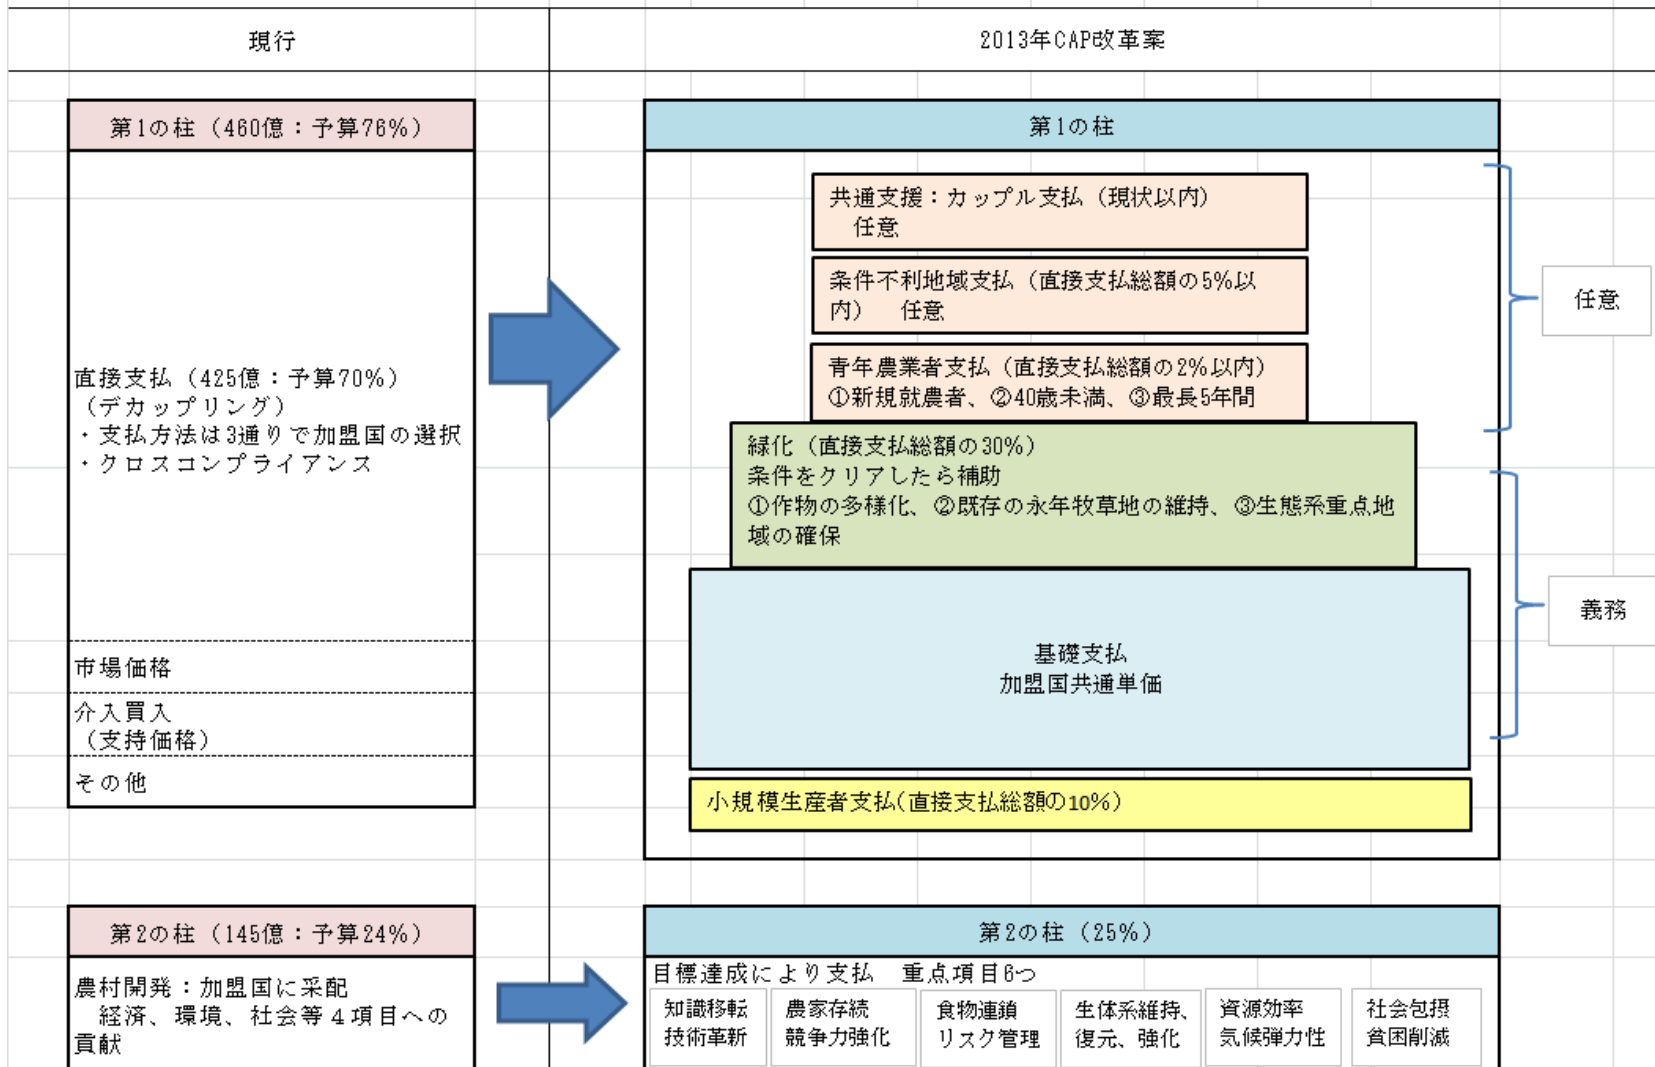 現行
2013年CAP改革案
第1の柱（460億：予算76%）
直接支払（425億：予算70%）
（デカップリング）
・支払方法は3通りで加盟国の選択
・クロスコンプライアンス
市場価格
介入買入
（支持価格）
その他
第1の柱
共通支援：カップル支払（現状以内）
任意
条件不利地域支払（直接支払総額の5%以
内）　任意
青年農業者支払（直接支払総額の2%以内）
①新規就農者、②40歳未満、③最長5年間
緑化（直接支払総額の30%）
条件をクリアしたら補助
①作物の多様化、②既存の永年牧草地の維持、③生態系重点地
域の確保
基礎支払
加盟国共通単価
小規模生産者支払(直接支払総額の10%）
任意
義務
第2の柱（145億：予算24%）
農村開発：加盟国に采配
経済、環境、社会等４項目への
貢献
第2の柱（25%）
目標達成により支払　重点項目6つ
知識移転
技術革新
農家存続
競争力強化
食物連鎖
リスク管理
生体系維持、
復元、強化
資源効率
気候弾力性
社会包摂
貧困削減